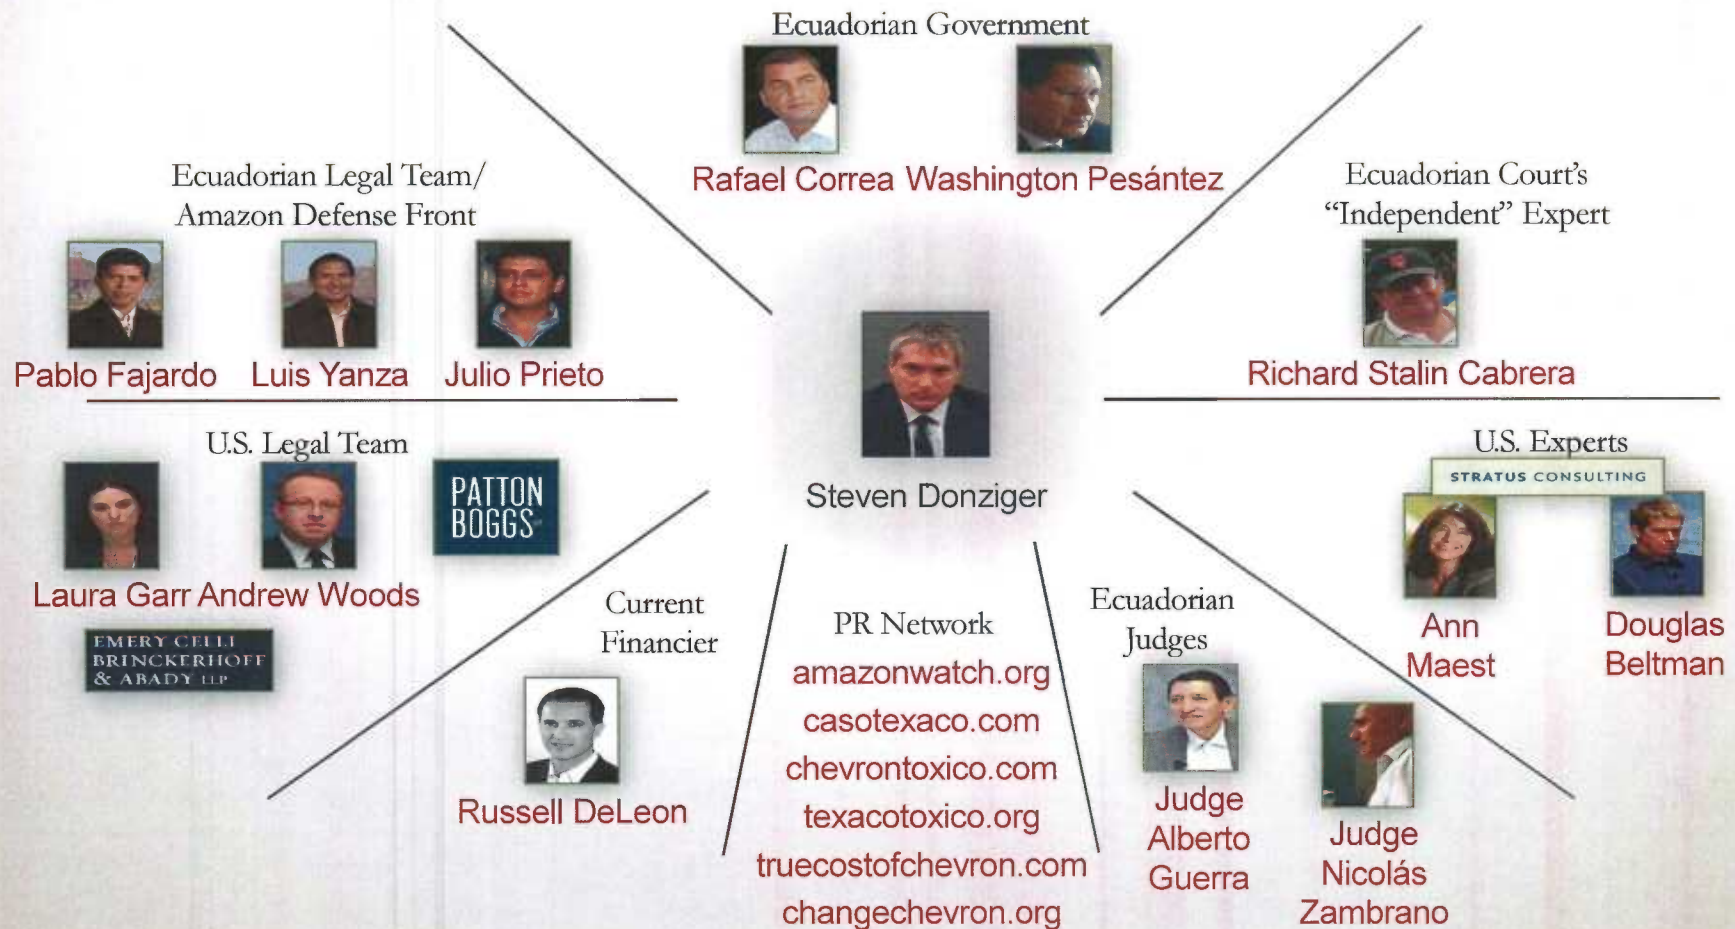 Ecuadorian Government
Rafael Correa
Washington Pesántez
Ecuadorian Legal Team/
Amazon Defense Front
Pablo Fajardo
Luis Yanza
Julio Prieto
Ecuadorian Court's
“Independent” Expert
Richard Stalin Cabrera
Steven Donziger
U.S. Legal Team
PATTON
BOGGS LLP
Laura Garr
Andrew Woods
EMERY CELLI
BRINCKERHOFF
& ABADY LLP
U.S. Experts
STRATUS CONSULTING
Ann
Maest
Douglas
Beltman
Current
Financier
Russell DeLeon
PR Network
amazonwatch.org
casotexaco.com
chevrontoxico.com
texacotoxico.org
truecostofchevron.com
changechevron.org
Ecuadorian
Judges
Judge
Alberto
Guerra
Judge
Nicolás
Zambrano